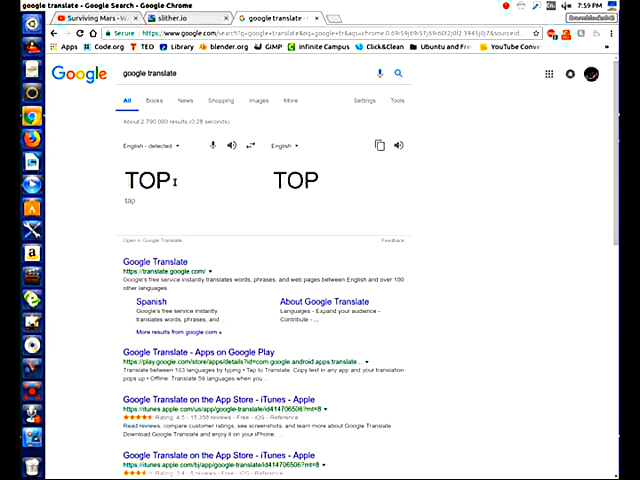 google translate - Google Search - Google Chrome
7:59 PM
Surviving Mars - 
slither.io
google translate -
Secure
Apps
Code.org
TED
Library
blender.org
GIMP
Infinite Campus
Click&Clean
Ubuntu and
YouTube Conve
Google
google translate
All
Books
News
Shopping
Images
More
Settings
Tools
About 2,790,000 results (0.28 seconds)
English - detected
English
TOP
TOP
täp
Open in Google Translate
Feedback
Google Translate
https://translate.google.com/
Google's free service instantly translates words, phrases, and web pages between English and over 100
other languages.
Spanish
Google's free service instantly
translates words, phrases, and ...
About Google Translate
Languages - Expand your audience -
Contribute - ...
More results from google.com »
Google Translate - Apps on Google Play
https://play.google.com/store/apps/details?id=com.google.android.apps.translate...
Translate between 103 languages by typing • Tap to Translate: Copy text in any app and your translation
pops up • Offline: Translate 59 languages when you ...
Google Translate on the App Store - iTunes - Apple
https://itunes.apple.com/us/app/google-translate/id414706506?mt=8
Free - iOS - Reference
Read reviews, compare customer ratings, see screenshots, and learn more about Google Translate.
Download Google Translate and enjoy it on your iPhone, ...
Google Translate on the App Store - iTunes - Apple
https://itunes.apple.com/bj/app/google-translate/id414706506?mt=8
Free - iOS - Reference